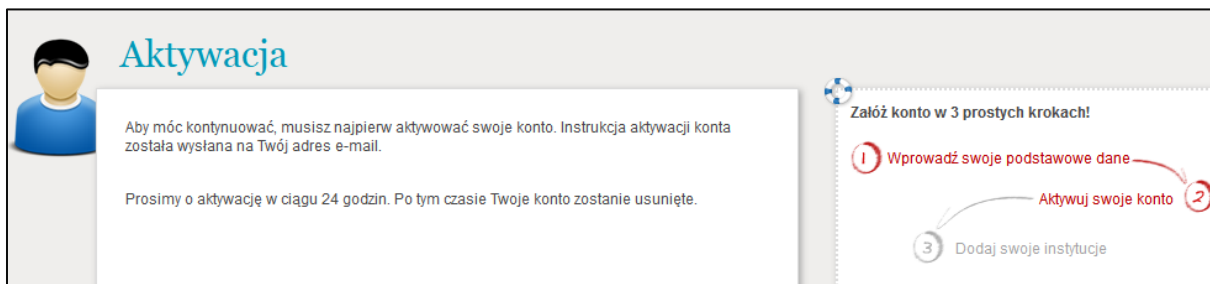 Aktywacja
Aby móc kontynuować, musisz najpierw aktywować swoje konto. Instrukcja aktywacji konta
została wysłana na Twój adres e-mail.
Prosimy o aktywację w ciągu 24 godzin. Po tym czasie Twoje konto zostanie usunięte.
Załóż konto w 3 prostych krokach!
1 Wprowadź swoje podstawowe dane
Aktywuj swoje konto 2
3 Dodaj swoje instytucje